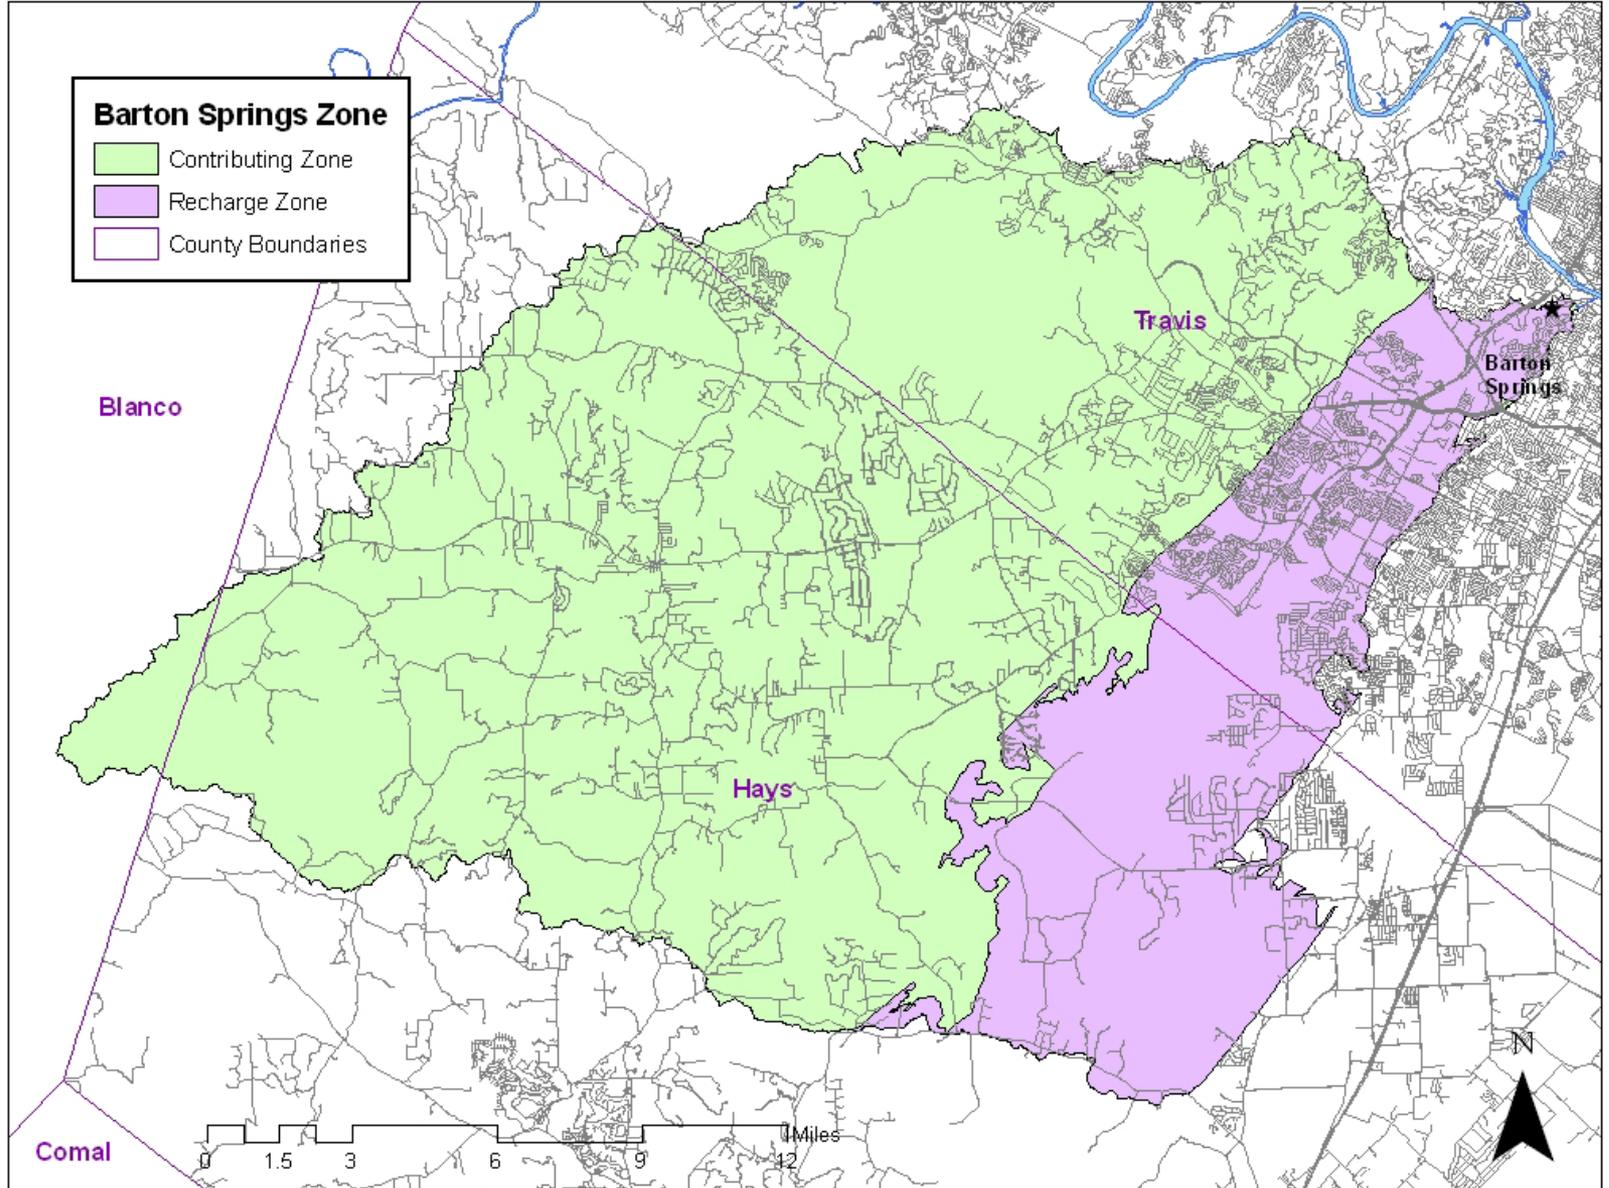 Barton Springs Zone
Contributing Zone
Recharge Zone
County Boundaries
Travis
Barton
Springs
Blanco
Hays
N
Comal
Miles
0 1.5 3 6 9 12